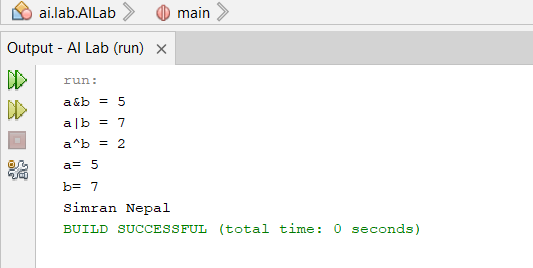 ai.lab.AILab main
Output - AI Lab (run) ×
run:
a&b = 5
a|b = 7
a^b = 2
a= 5
b= 7
Simran Nepal
BUILD SUCCESSFUL (total time: 0 seconds)